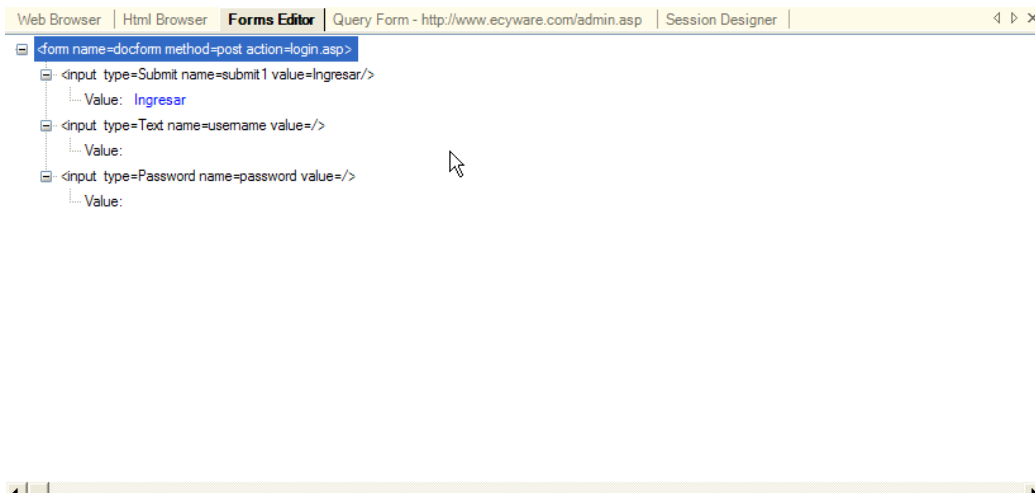 Web Browser Html Browser Forms Editor Query Form - http://www.ecyware.com/admin.asp Session Designer
<form name=docform method=post action=login.asp>
<input type=Submit name=submit1 value=Ingresar/>
Value: Ingresar
<input type=Text name=username value=/>
Value:
<input type=Password name=password value=/>
Value: